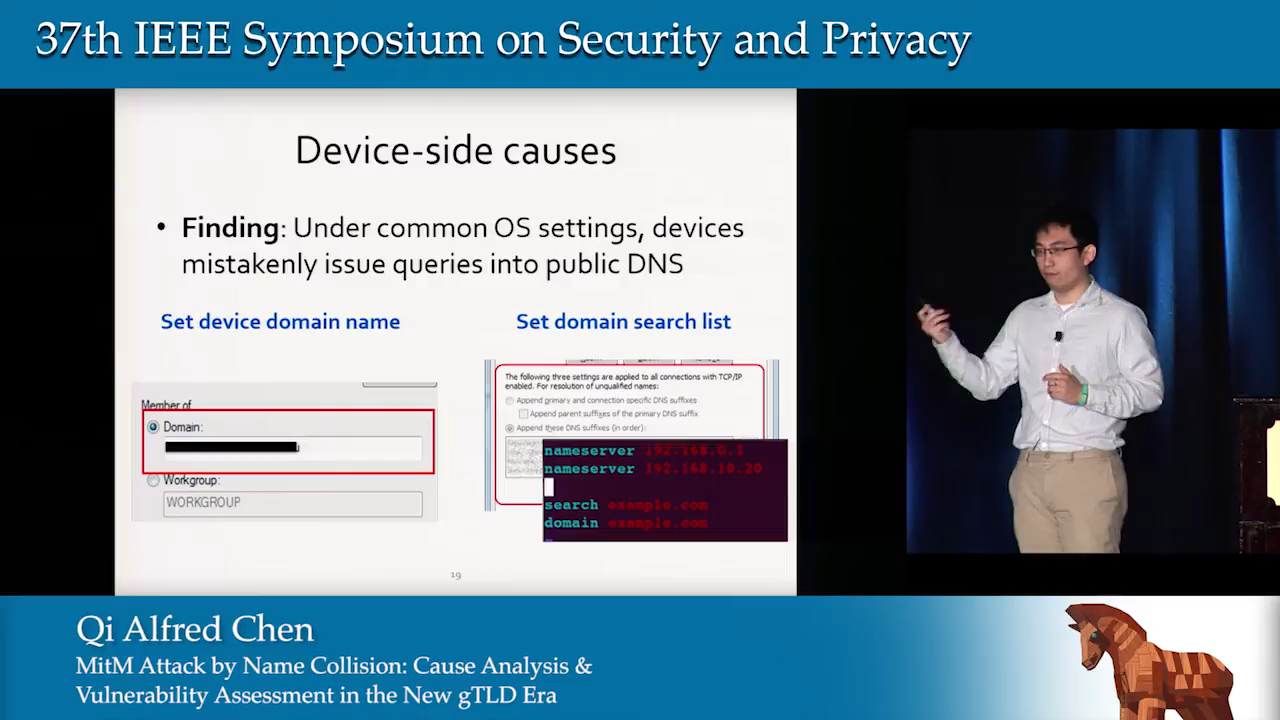 37th IEEE Symposium on Security and Privacy
Device-side causes
• Finding: Under common OS settings, devices
mistakenly issue queries into public DNS
Set device domain name
Set domain search list
Member of
Domain:
Workgroup:
WORKGROUP
The following three settings are applied to all connections with TCP/IP
enabled. For resolution of unqualified names:
Append primary and connection specific DNS suffixes
Append parent suffixes of the primary DNS suffix
Append these DNS suffixes (in order):
nameserver 192.168.0.1
nameserver 192.168.10.20
search example.com
domain example.com
19
Qi Alfred Chen
MitM Attack by Name Collision: Cause Analysis &
Vulnerability Assessment in the New gTLD Era